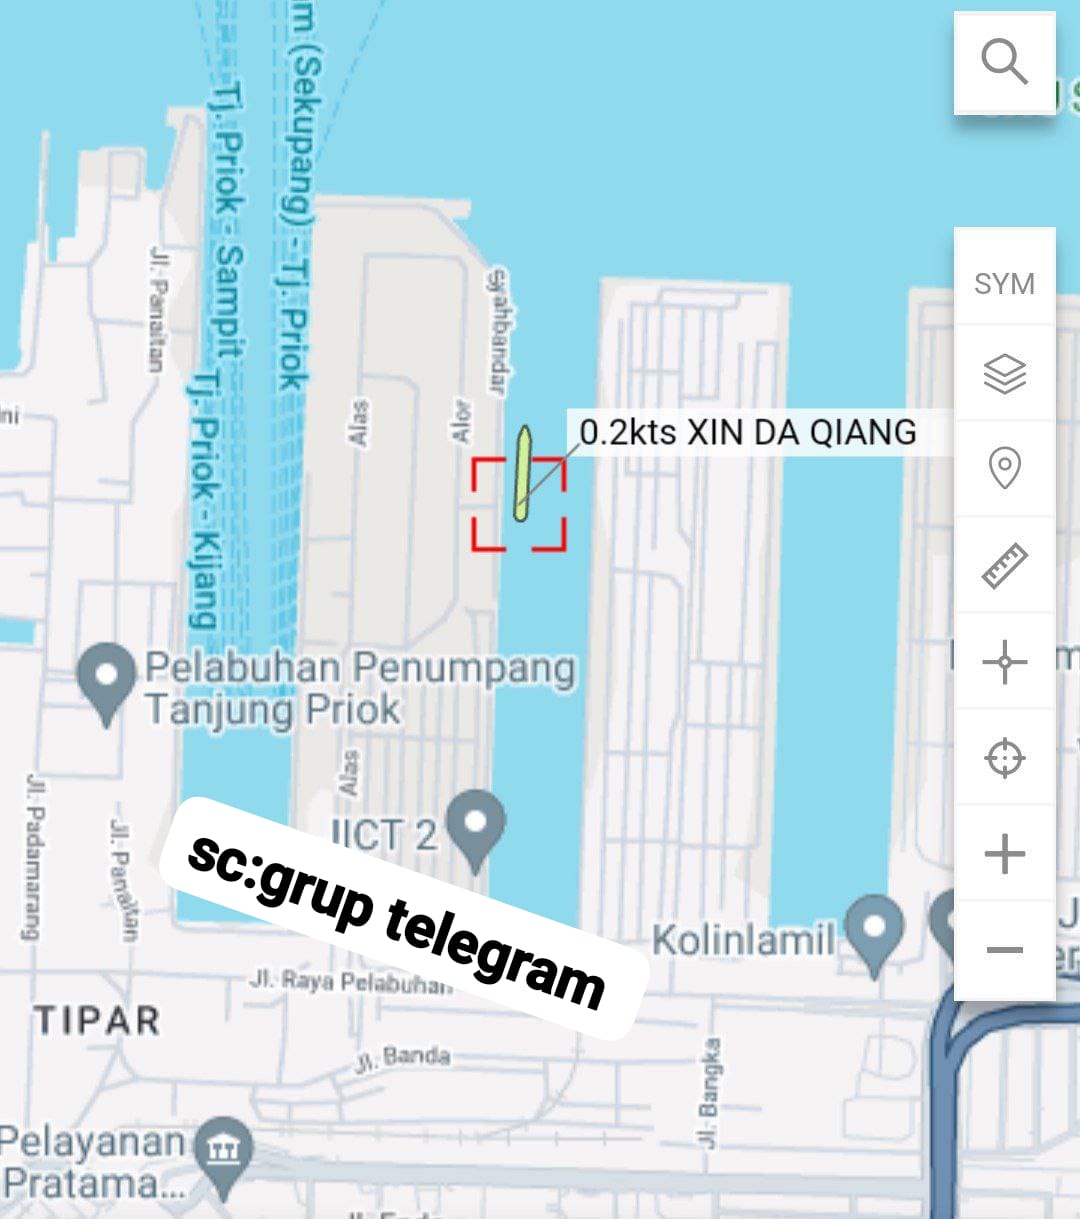 Tj. Priok - Sampit
Tj. Priok - Kijang
m (Sekupang) - Tj. Priok
Jl. Panaitan
Syahbandar
SYM
Alas
Alor
0.2kts XIN DA QIANG
ni
Pelabuhan Penumpang
Tanjung Priok
Alas
Jl. Padamarang
Jl. Panaitan
IICT 2
sc:grup telegram
Kolinlamil
Jl. Raya Pelabuhan
TIPAR
Jl. Banda
Jl. Bangka
Pelayanan
Pratama...